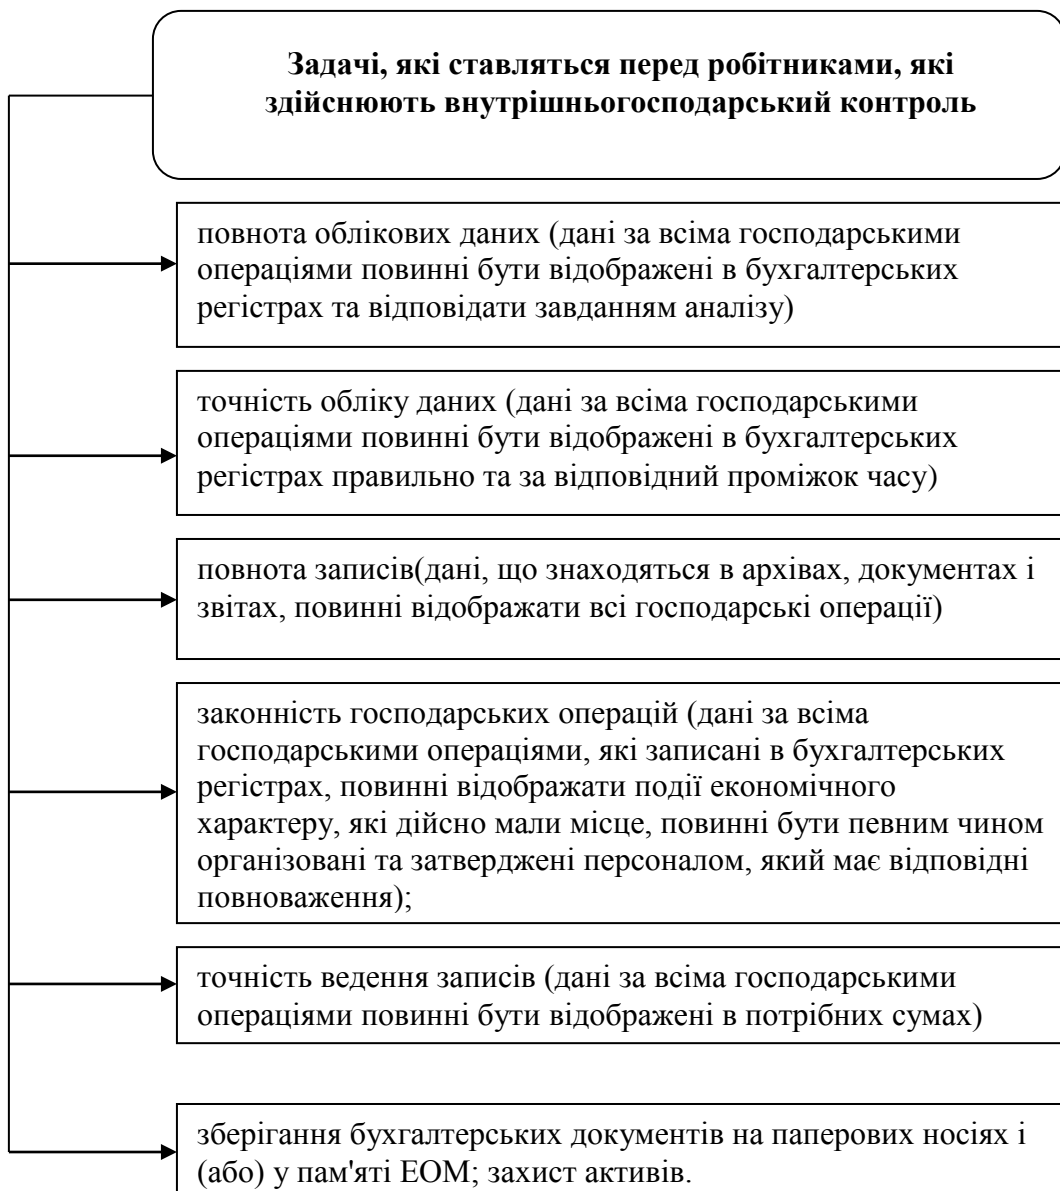 Задачі, які ставляться перед робітниками, які
здійснюють внутрішньогосподарський контроль
повнота облікових даних (дані за всіма господарськими
операціями повинні бути відображені в бухгалтерських
регістрах та відповідати завданням аналізу)
точність обліку даних (дані за всіма господарськими
операціями повинні бути відображені в бухгалтерських
регістрах правильно та за відповідний проміжок часу)
повнота записів(дані, що знаходяться в архівах, документах і
звітах, повинні відображати всі господарські операції)
законність господарських операцій (дані за всіма
господарськими операціями, які записані в бухгалтерських
регістрах, повинні відображати події економічного
характеру, які дійсно мали місце, повинні бути певним чином
організовані та затверджені персоналом, який має відповідні
повноваження);
точність ведення записів (дані за всіма господарськими
операціями повинні бути відображені в потрібних сумах)
зберігання бухгалтерських документів на паперових носіях і
(або) у пам'яті ЕОМ; захист активів.